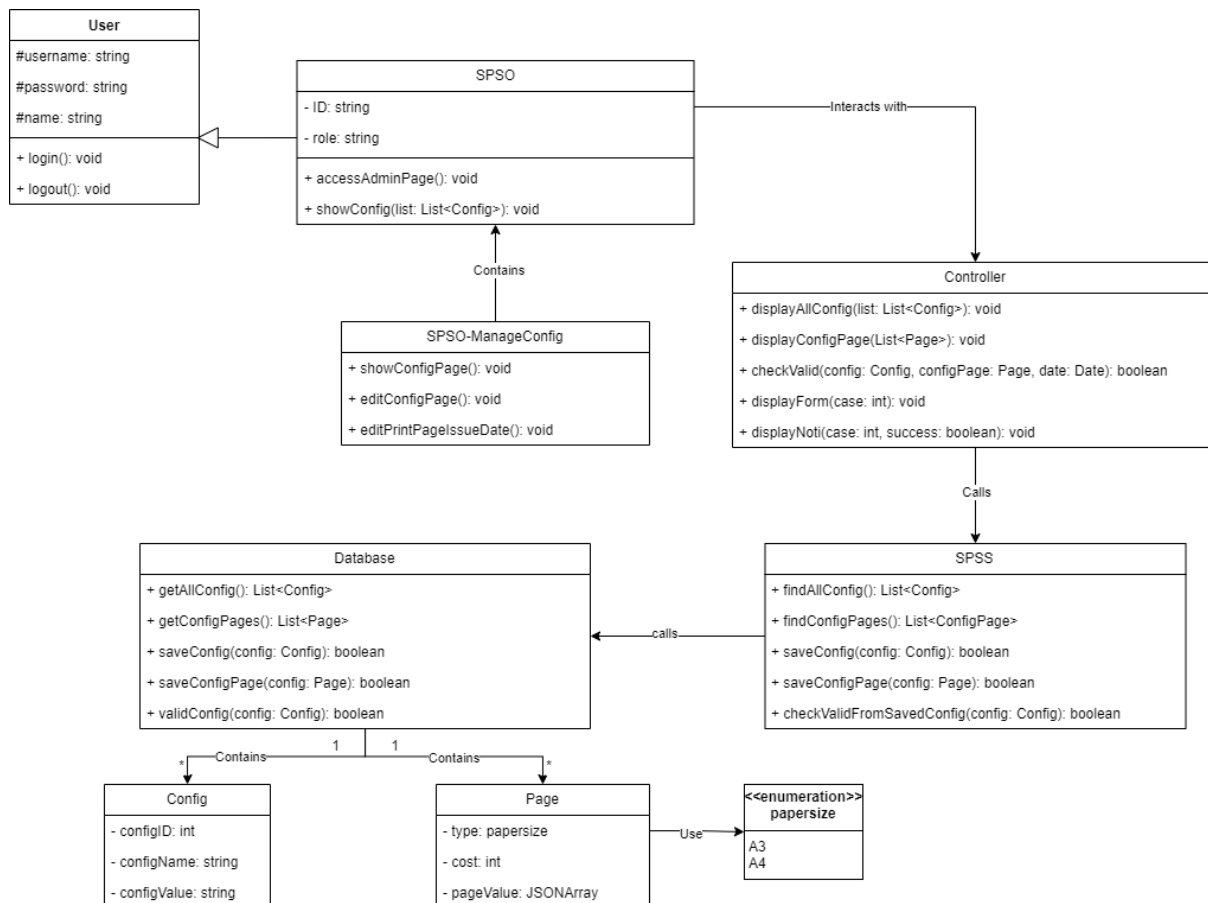 User
#username: string
#password: string
#name: string
+ login(): void
+ logout(): void
SPSO
- ID: string
- role: string
+ accessAdminPage(): void
+ showConfig(list: List<Config>): void
Interacts with
Contains
SPSO-ManageConfig
+ showConfigPage(): void
+ editConfigPage(): void
+ editPrintPageIssueDate(): void
Controller
+ displayAllConfig(list: List<Config>): void
+ displayConfigPage(List<Page>): void
+ checkValid(config: Config, configPage: Page, date: Date): boolean
+ displayForm(case: int): void
+ displayNoti(case: int, success: boolean): void
Calls
Database
+ getAllConfig(): List<Config>
+ getConfigPages(): List<Page>
+ saveConfig(config: Config): boolean
+ saveConfigPage(config: Page): boolean
+ validConfig(config: Config): boolean
calls
SPSS
+ findAllConfig(): List<Config>
+ findConfigPages(): List<ConfigPage>
+ saveConfig(config: Config): boolean
+ saveConfigPage(config: Page): boolean
+ checkValidFromSavedConfig(config: Config): boolean
1
1
Contains
Contains
*
*
Config
- configID: int
- configName: string
- configValue: string
Page
- type: papersize
- cost: int
- pageValue: JSONArray
Use
<<enumeration>>
papersize
A3
A4